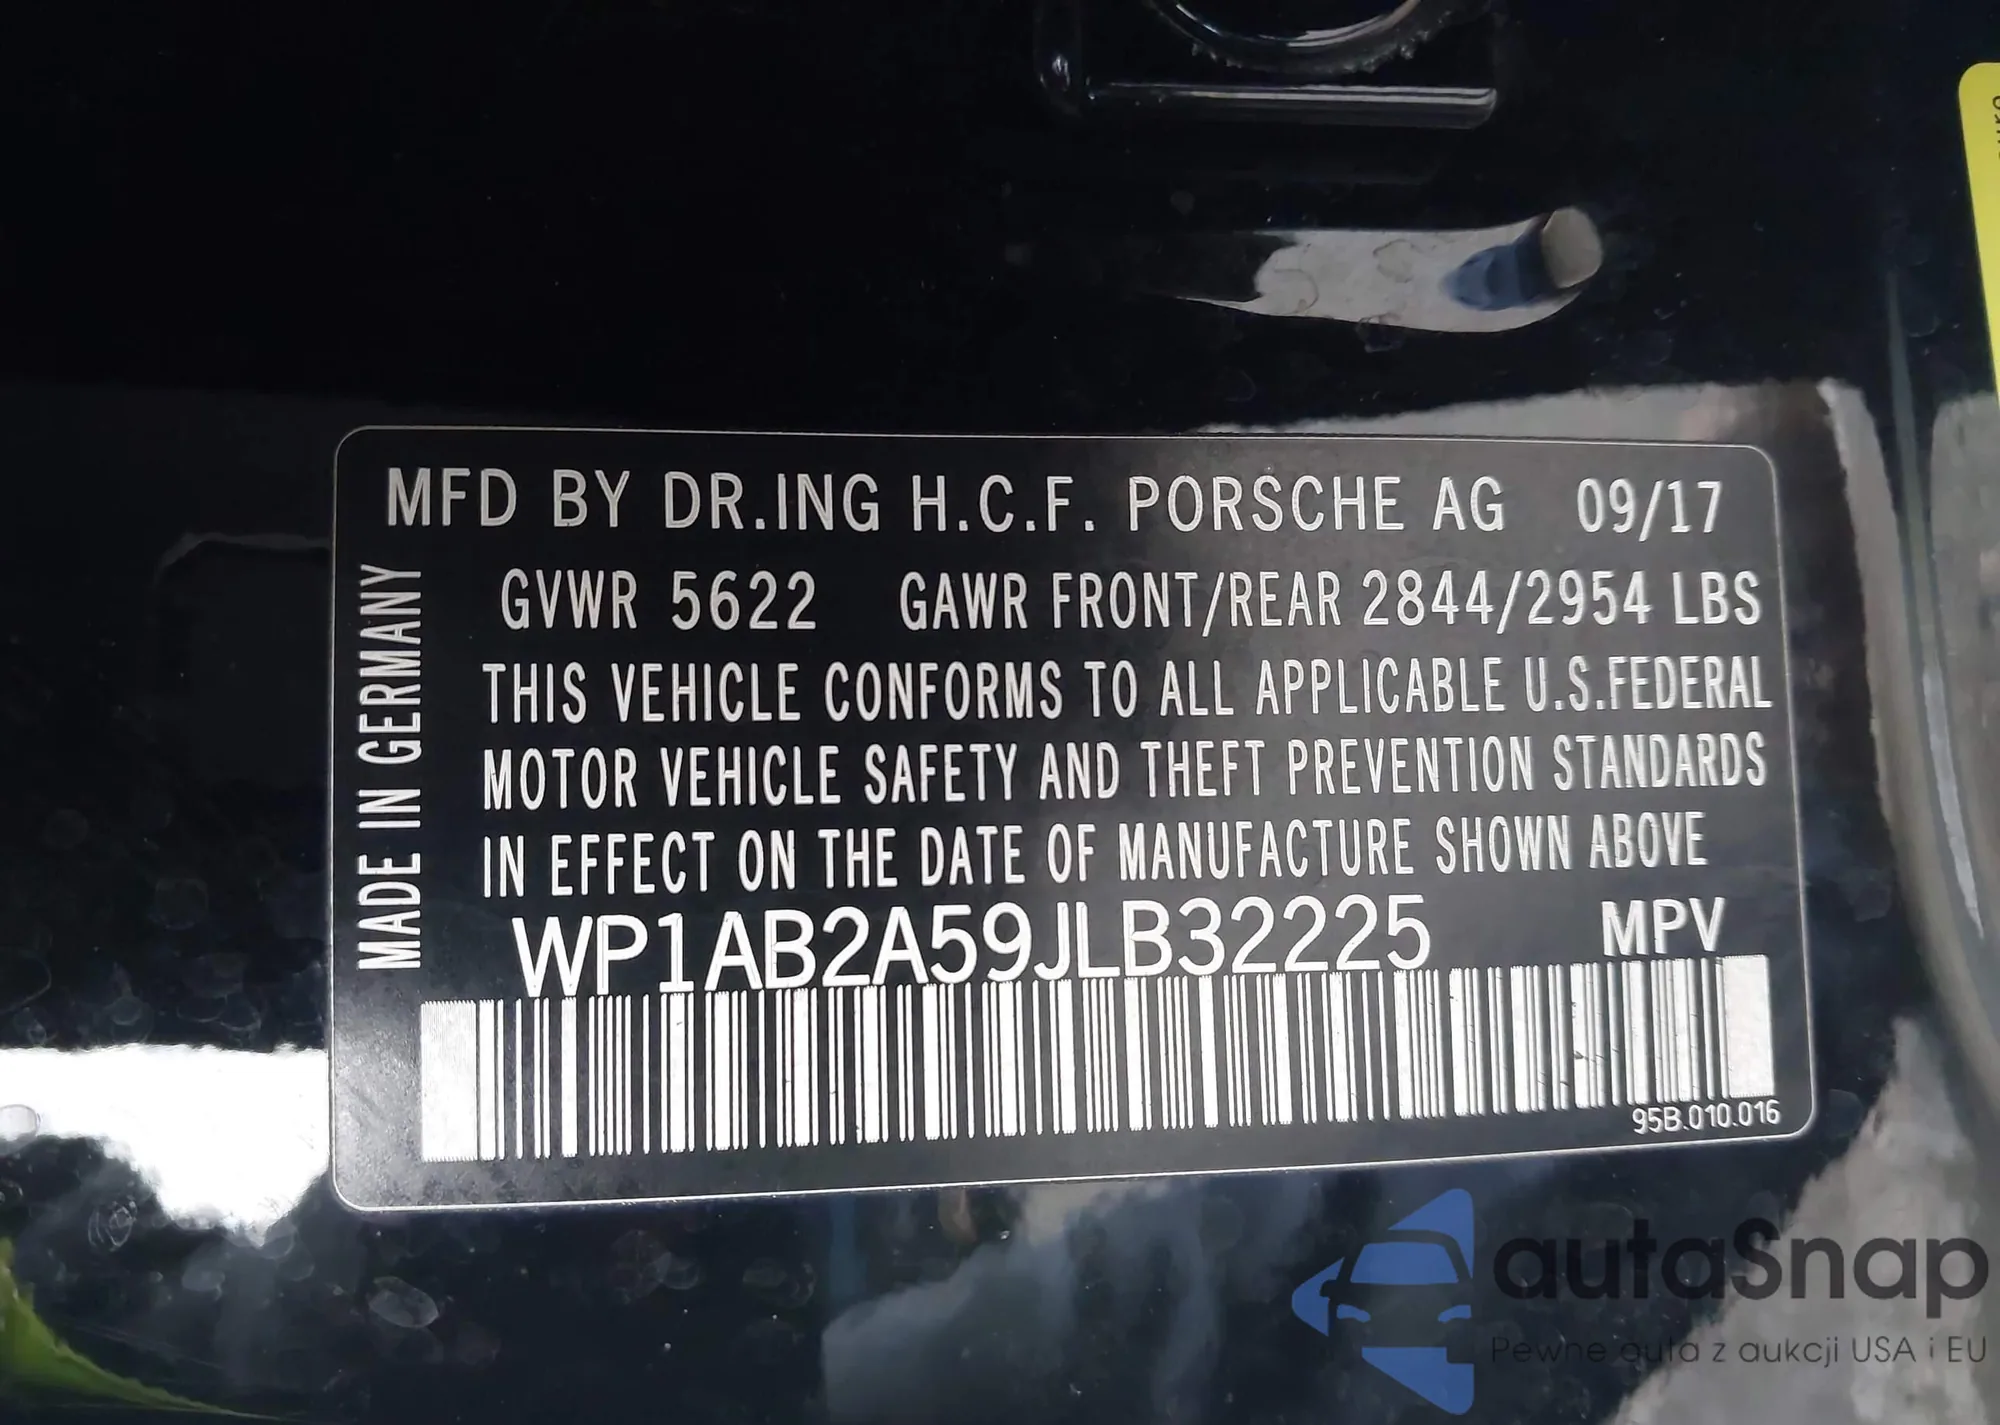 MFD BY DR.ING H.C.F. PORSCHE AG 09/17
GVWR 5622 GAWR FRONT/REAR 2844/2954 LBS
THIS VEHICLE CONFORMS TO ALL APPLICABLE U.S.FEDERAL
MOTOR VEHICLE SAFETY AND THEFT PREVENTION STANDARDS
IN EFFECT ON THE DATE OF MANUFACTURE SHOWN ABOVE
WP1AB2A59JLB32225 MPV
95B.010.016
MADE IN GERMANY
autaSnap
Pewne auta z aukcji USA i EU